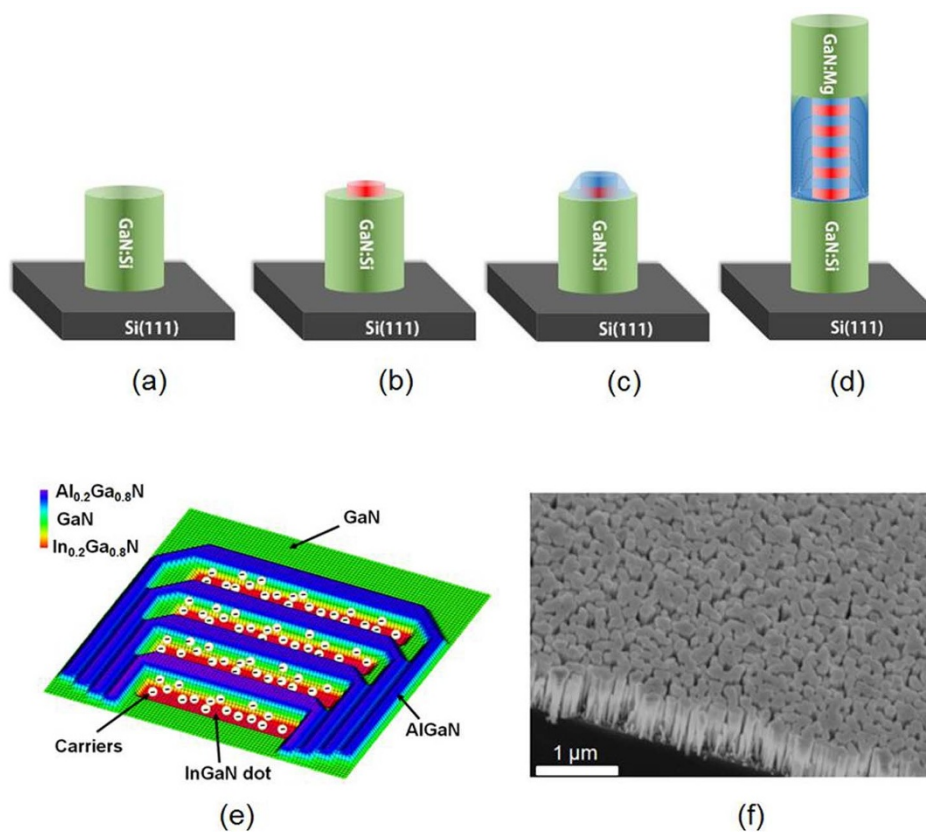 GaN:Si
Si(111)
(a)
GaN:Si
Si(111)
(b)
GaN:Si
Si(111)
(c)
GaN:Mg
GaN:Si
Si(111)
(d)
Al0.2Ga0.8N
GaN
In0.2Ga0.8N
GaN
Carriers
InGaN dot
AlGaN
(e)
1 µm
(f)